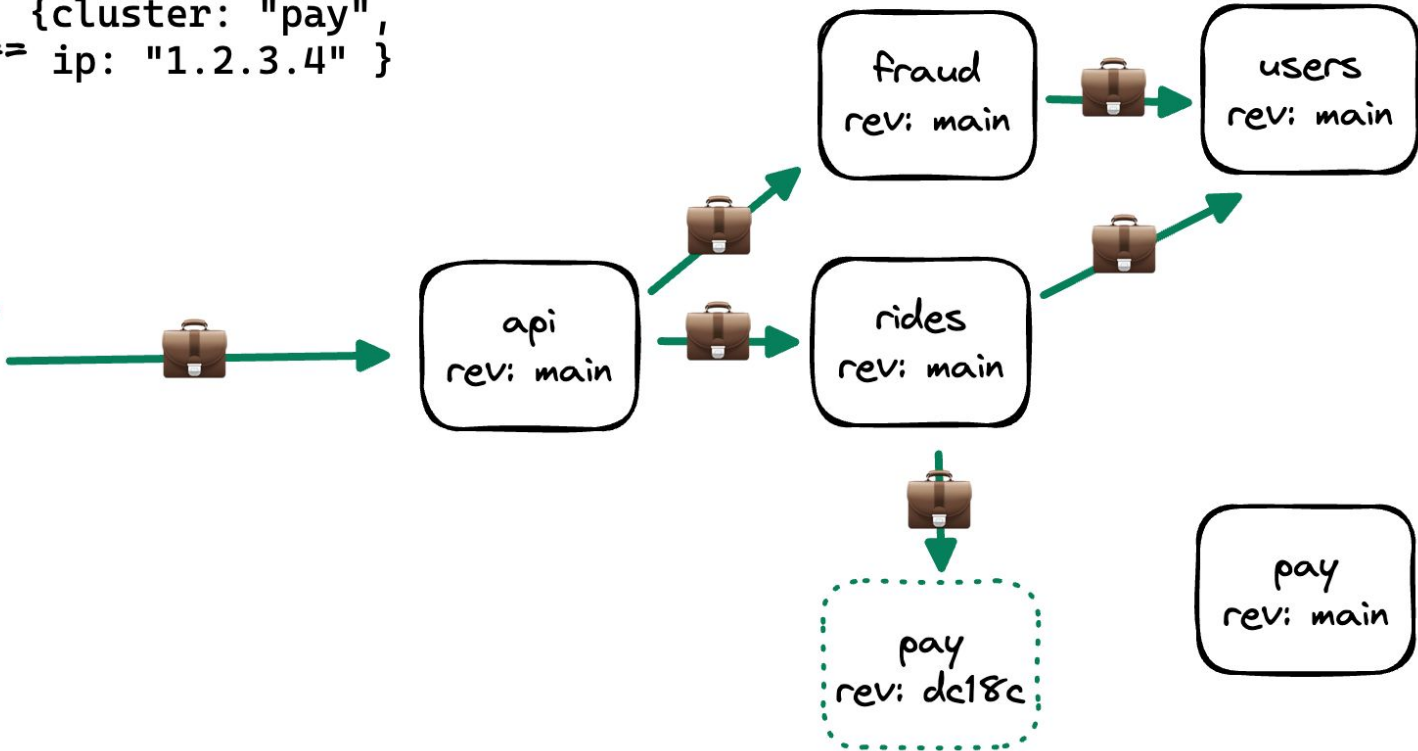 {cluster: "pay",
ip: "1.2.3.4" }
fraud
rev: main
users
rev: main
api
rev: main
rides
rev: main
pay
rev: dc18c
pay
rev: main